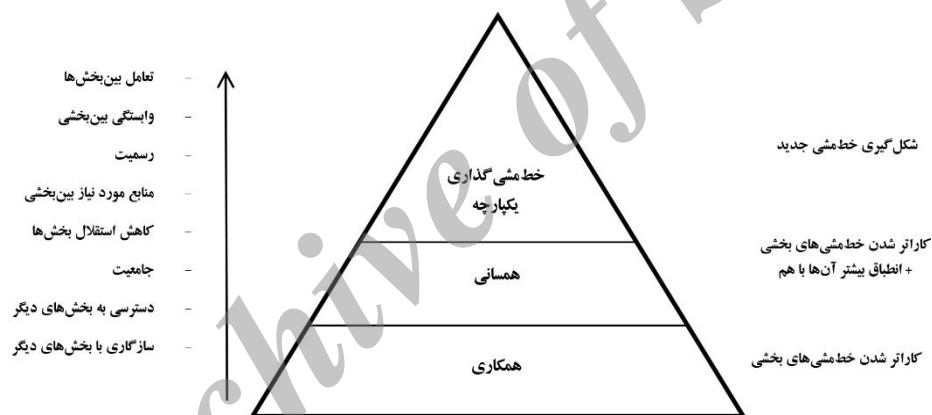 تعامل بین‌بخش‌ها
وابستگی بین‌بخشی
رسمیت
منابع مورد نیاز بین‌بخشی
کاهش استقلال بخش‌ها
جامعیت
دسترسی به بخش‌های دیگر
سازگاری با بخش‌های دیگر
خط‌مشی‌گذاری
یکپارچه
همسانی
همکاری
شکل‌گیری خط‌مشی جدید
کاراتر شدن خط‌مشی‌های بخشی
+ انطباق بیشتر آن‌ها با هم
کاراتر شدن خط‌مشی‌های بخشی
chive of